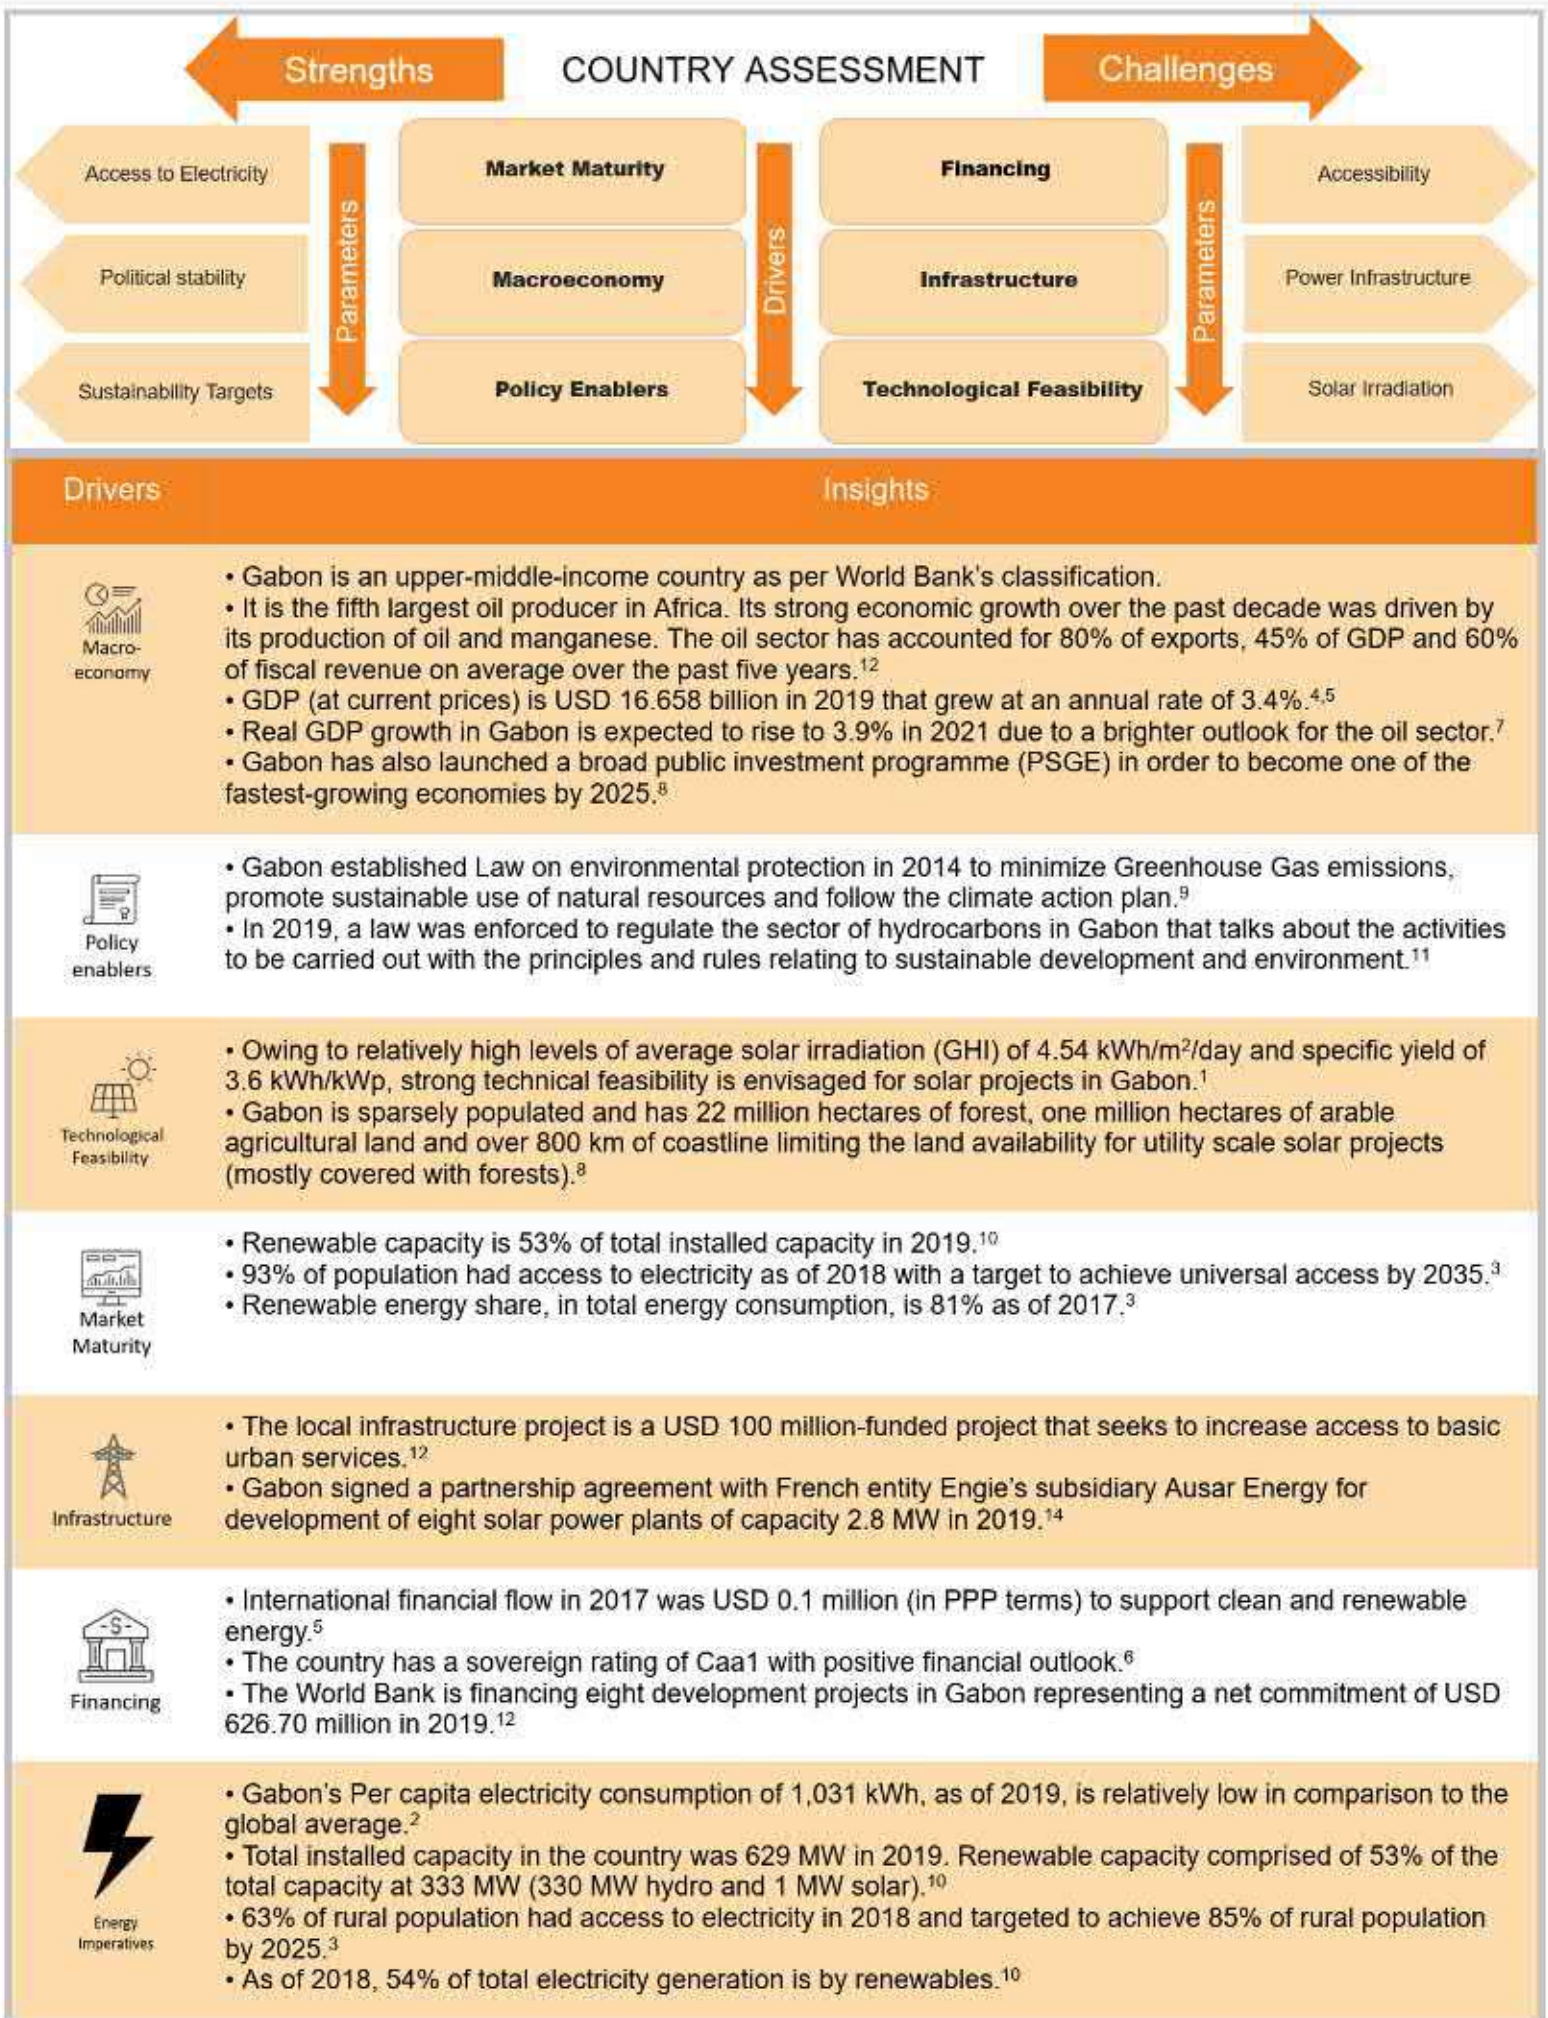 Strengths
COUNTRY ASSESSMENT
Challenges
Access to Electricity
Political stability
Sustainability Targets
Parameters
Market Maturity
Macroeconomy
Policy Enablers
Drivers
Financing
Infrastructure
Technological Feasibility
Parameters
Accessibility
Power Infrastructure
Solar Irradiation
Drivers
Insights
Macro-
economy
• Gabon is an upper-middle-income country as per World Bank's classification.
• It is the fifth largest oil producer in Africa. Its strong economic growth over the past decade was driven by
its production of oil and manganese. The oil sector has accounted for 80% of exports, 45% of GDP and 60%
of fiscal revenue on average over the past five years.¹²
• GDP (at current prices) is USD 16.658 billion in 2019 that grew at an annual rate of 3.4%.⁴,⁵
• Real GDP growth in Gabon is expected to rise to 3.9% in 2021 due to a brighter outlook for the oil sector.⁷
• Gabon has also launched a broad public investment programme (PSGE) in order to become one of the
fastest-growing economies by 2025.⁸
Policy
enablers
• Gabon established Law on environmental protection in 2014 to minimize Greenhouse Gas emissions,
promote sustainable use of natural resources and follow the climate action plan.⁹
• In 2019, a law was enforced to regulate the sector of hydrocarbons in Gabon that talks about the activities
to be carried out with the principles and rules relating to sustainable development and environment.¹¹
Technological
Feasibility
• Owing to relatively high levels of average solar irradiation (GHI) of 4.54 kWh/m²/day and specific yield of
3.6 kWh/kWp, strong technical feasibility is envisaged for solar projects in Gabon.¹
• Gabon is sparsely populated and has 22 million hectares of forest, one million hectares of arable
agricultural land and over 800 km of coastline limiting the land availability for utility scale solar projects
(mostly covered with forests).⁸
Market
Maturity
• Renewable capacity is 53% of total installed capacity in 2019.¹⁰
• 93% of population had access to electricity as of 2018 with a target to achieve universal access by 2035.³
• Renewable energy share, in total energy consumption, is 81% as of 2017.³
Infrastructure
• The local infrastructure project is a USD 100 million-funded project that seeks to increase access to basic
urban services.¹²
• Gabon signed a partnership agreement with French entity Engie's subsidiary Ausar Energy for
development of eight solar power plants of capacity 2.8 MW in 2019.¹⁴
-$-
Financing
• International financial flow in 2017 was USD 0.1 million (in PPP terms) to support clean and renewable
energy.⁵
• The country has a sovereign rating of Caa1 with positive financial outlook.⁶
• The World Bank is financing eight development projects in Gabon representing a net commitment of USD
626.70 million in 2019.¹²
Energy
Imperatives
• Gabon's Per capita electricity consumption of 1,031 kWh, as of 2019, is relatively low in comparison to the
global average.²
• Total installed capacity in the country was 629 MW in 2019. Renewable capacity comprised of 53% of the
total capacity at 333 MW (330 MW hydro and 1 MW solar).¹⁰
• 63% of rural population had access to electricity in 2018 and targeted to achieve 85% of rural population
by 2025.³
• As of 2018, 54% of total electricity generation is by renewables.¹⁰